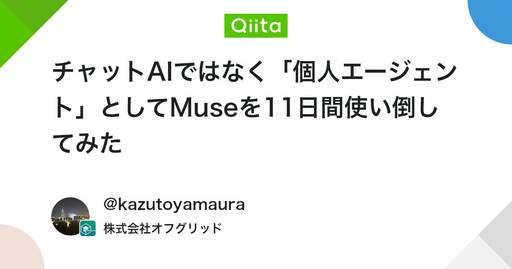 Qiita
チャットAIではなく「個人エージェン
ト」としてMuseを11日間使い倒し
てみた
@kazutoyamaura
株式会社オフグリッド